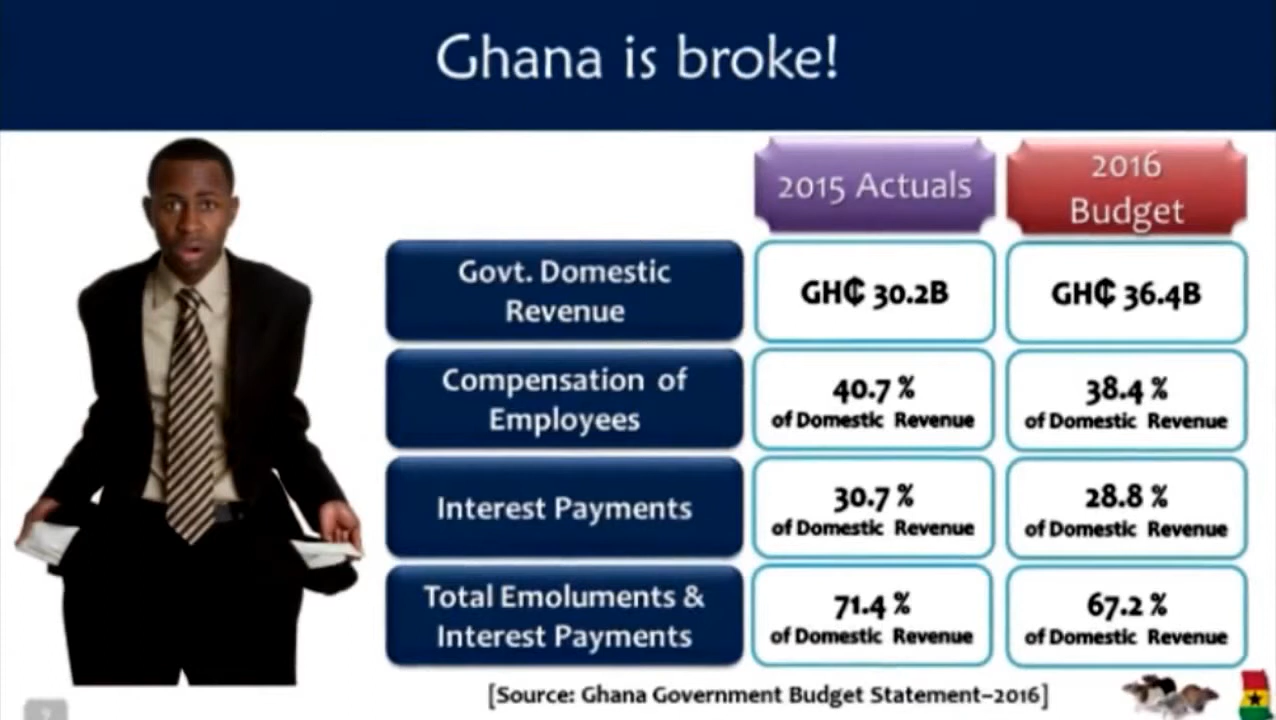 Ghana is broke!
2015 Actuals
2016
Budget
Govt. Domestic
Revenue
GH₵ 30.2B
GH₵ 36.4B
Compensation of
Employees
40.7 %
of Domestic Revenue
38.4 %
of Domestic Revenue
Interest Payments
30.7 %
of Domestic Revenue
28.8 %
of Domestic Revenue
Total Emoluments &
Interest Payments
71.4 %
of Domestic Revenue
67.2 %
of Domestic Revenue
[Source: Ghana Government Budget Statement–2016]